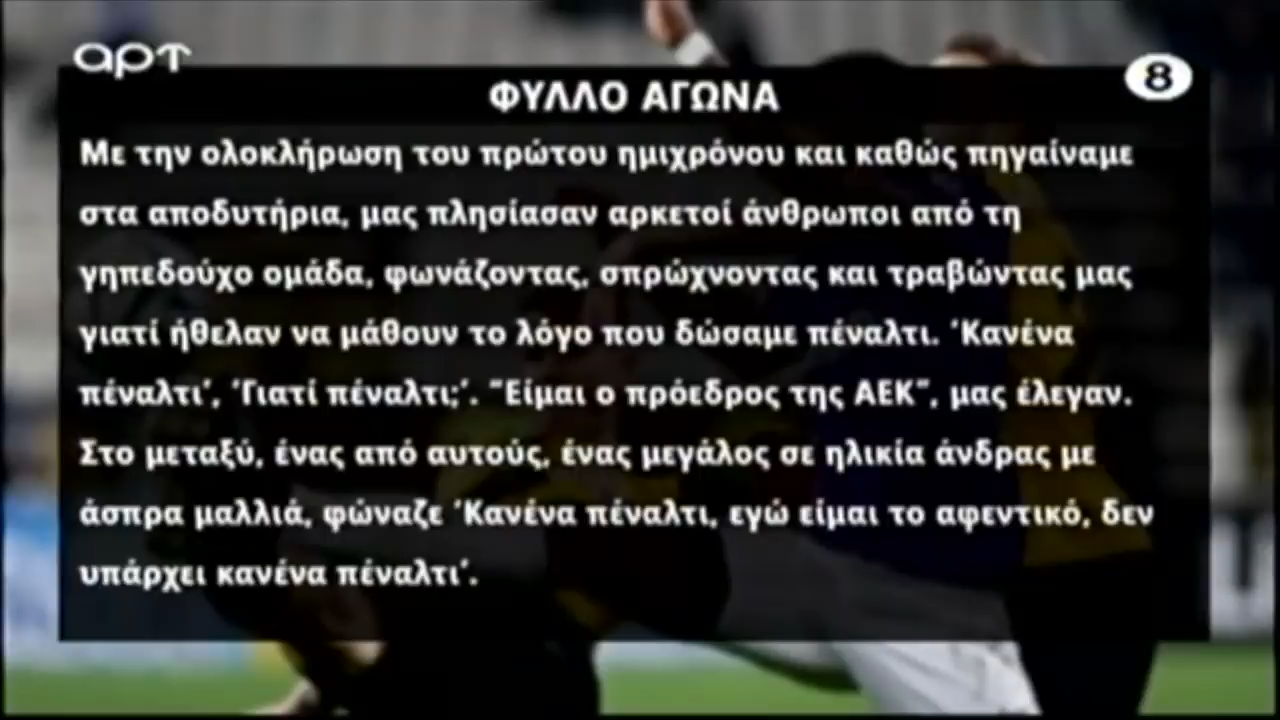 αρτ
8
ΦΥΛΛΟ ΑΓΩΝΑ
Με την ολοκλήρωση του πρώτου ημιχρόνου και καθώς πηγαίναμε
στα αποδυτήρια, μας πλησίασαν αρκετοί άνθρωποι από τη
γηπεδούχο ομάδα, φωνάζοντας, σπρώχνοντας και τραβώντας μας
γιατί ήθελαν να μάθουν το λόγο που δώσαμε πέναλτι. 'Κανένα
πέναλτι', 'Γιατί πέναλτι;'. "Είμαι ο πρόεδρος της ΑΕΚ", μας έλεγαν.
Στο μεταξύ, ένας από αυτούς, ένας μεγάλος σε ηλικία άνδρας με
άσπρα μαλλιά, φώναζε 'Κανένα πέναλτι, εγώ είμαι το αφεντικό, δεν
υπάρχει κανένα πέναλτι'.